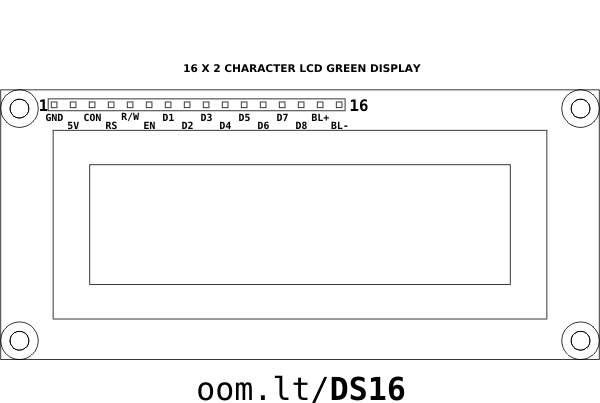 16 X 2 CHARACTER LCD GREEN DISPLAY
1 16
GND CON R/W D1 D3 D5 D7 BL+
5V RS EN D2 D4 D6 D8 BL-
oom.lt/DS16